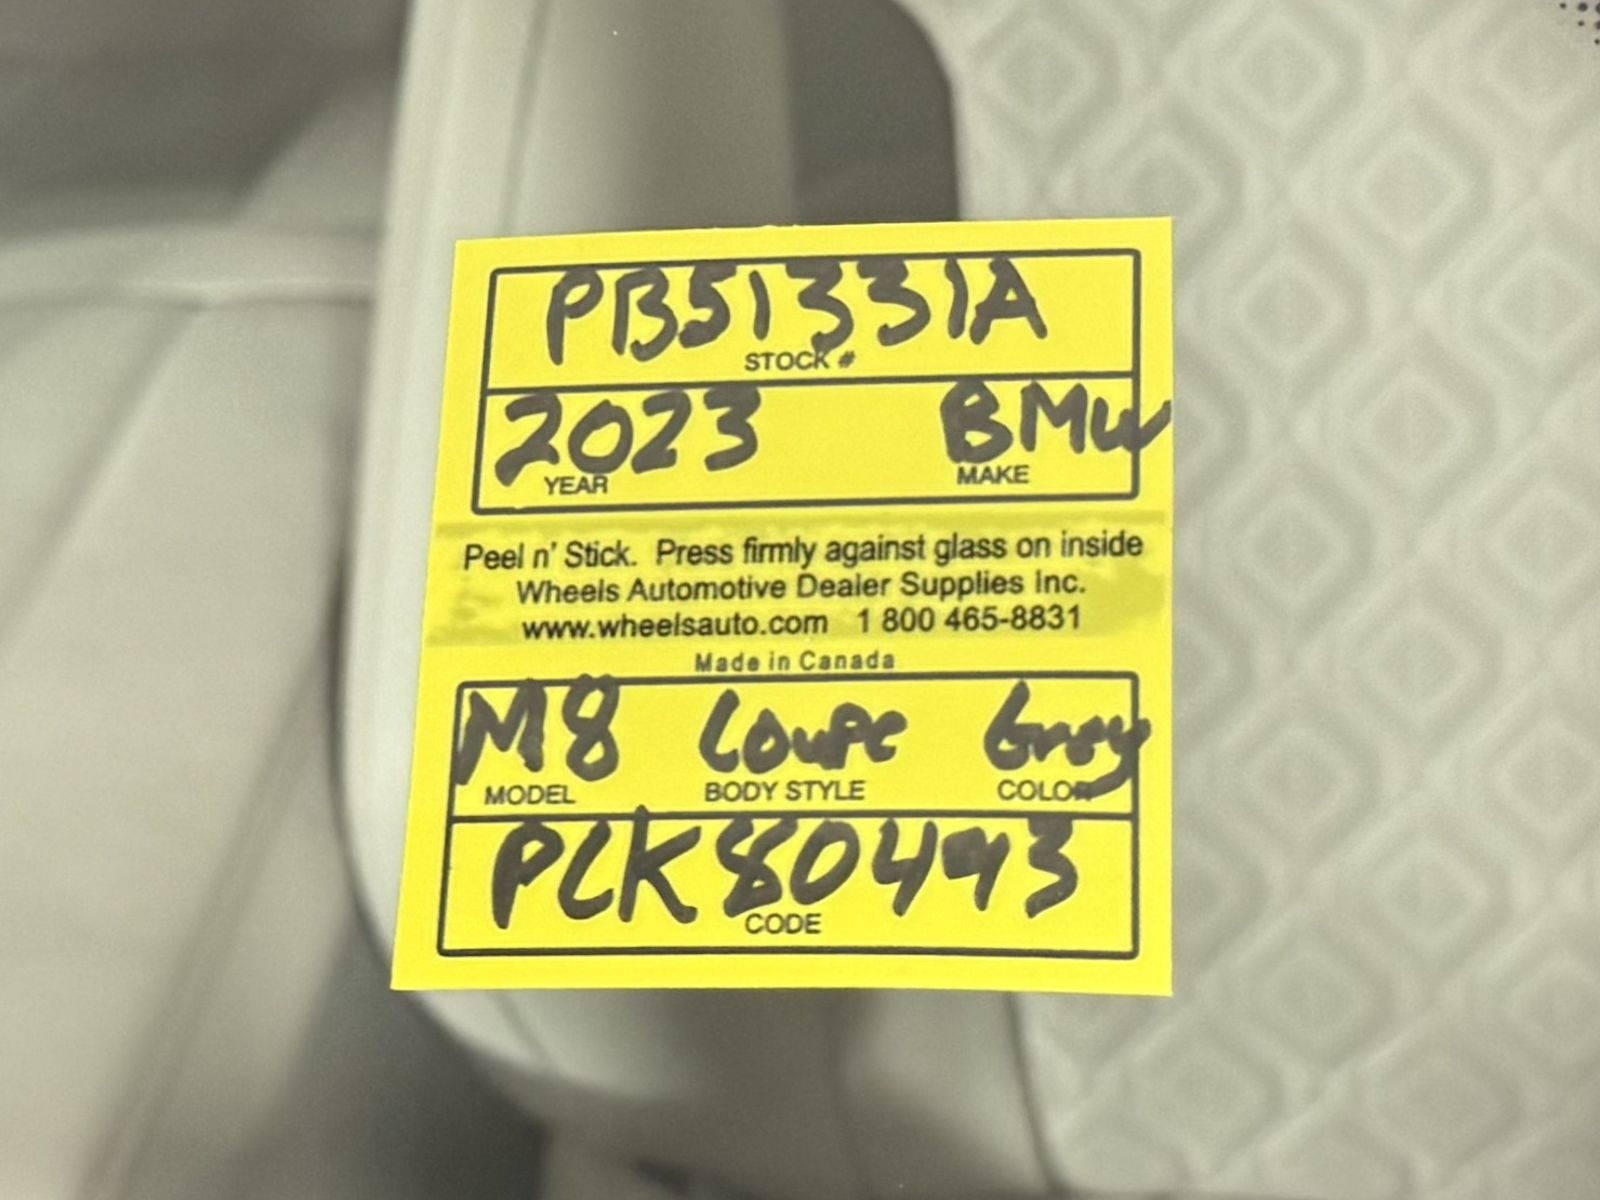 PB51331A
STOCK #
2023 BMW
YEAR MAKE
Peel n' Stick. Press firmly against glass on inside
Wheels Automotive Dealer Supplies Inc.
www.wheelsauto.com 1 800 465-8831
Made in Canada
M8 Coupe Grey
MODEL BODY STYLE COLOR
PCK80493
CODE